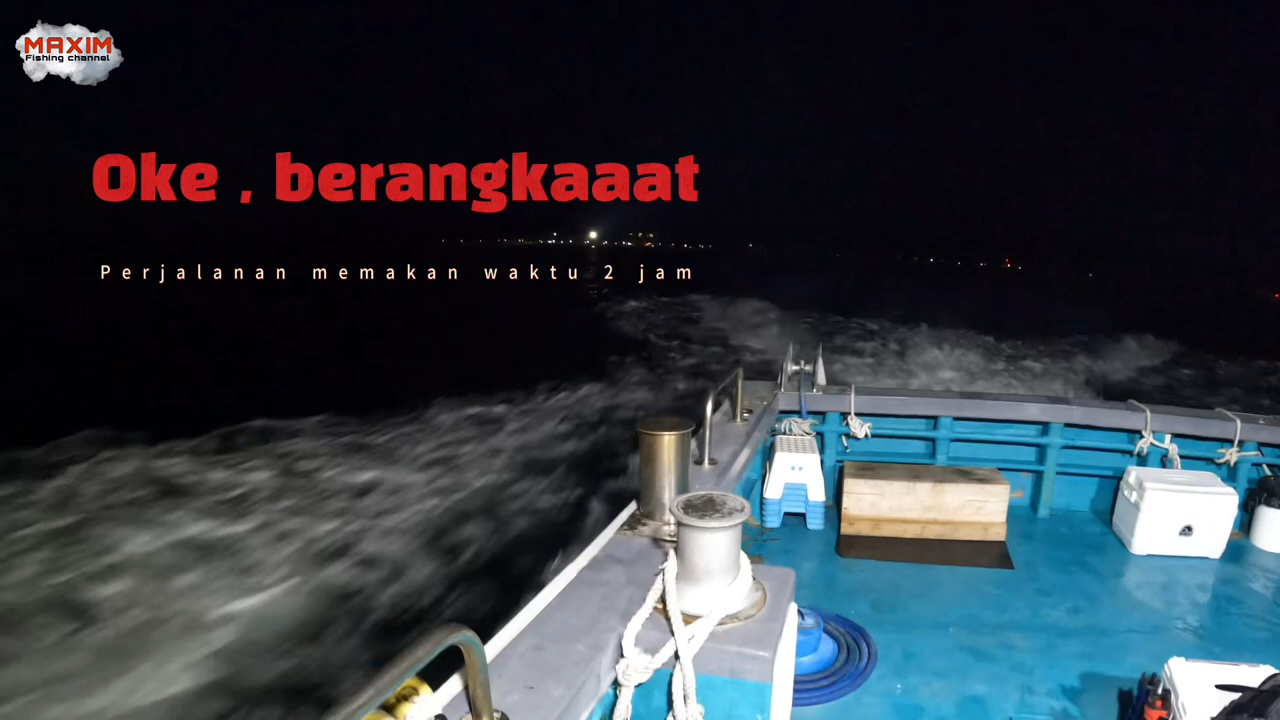 MAXIM
Fishing channel
Oke , berangkaaat
Perjalanan memakan waktu 2 jam